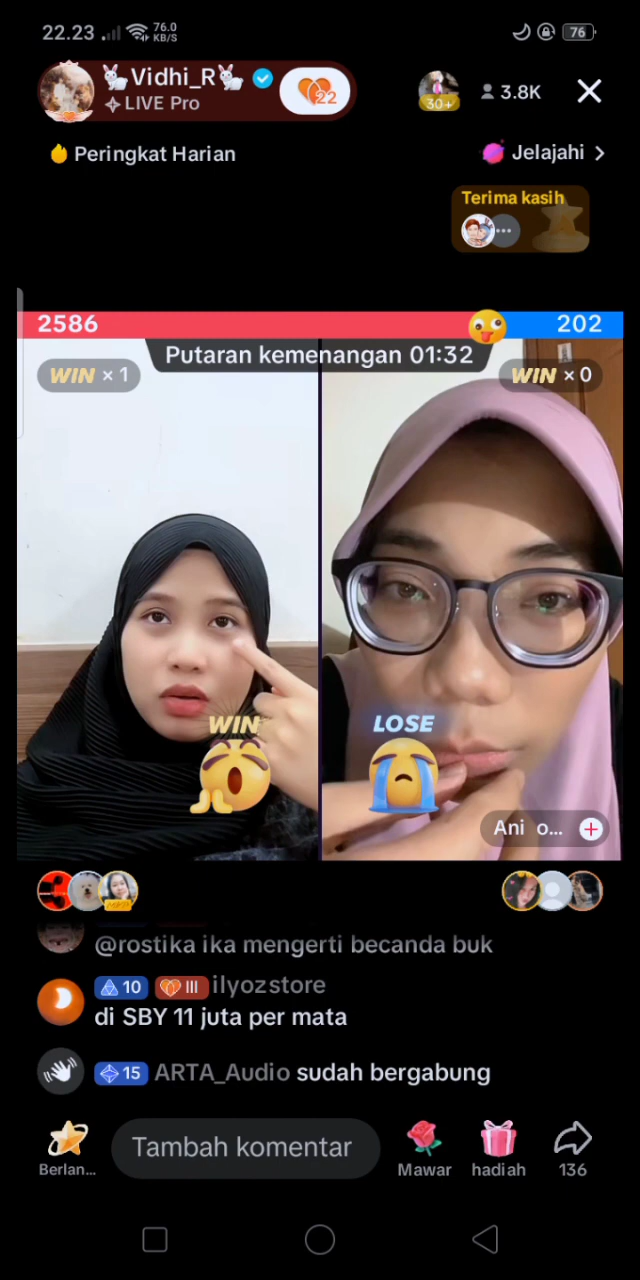 22.23
76.0
KB/S
76
Vidhi_R
LIVE Pro
22
30+
3.8K
Peringkat Harian
Jelajahi
Terima kasih
2586
202
Putaran kemenangan 01:32
WIN × 1
WIN × 0
WIN
LOSE
Ani o...
@rostika ika mengerti becanda buk
10 III ilyozstore
di SBY 11 juta per mata
15 ARTA_Audio sudah bergabung
Berlan...
Tambah komentar
Mawar
hadiah
136